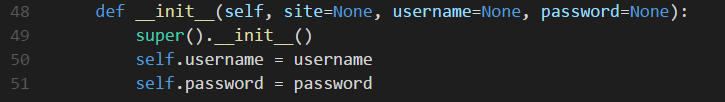 48 def __init__(self, site=None, username=None, password=None):
49 super().__init__()
50 self.username = username
51 self.password = password